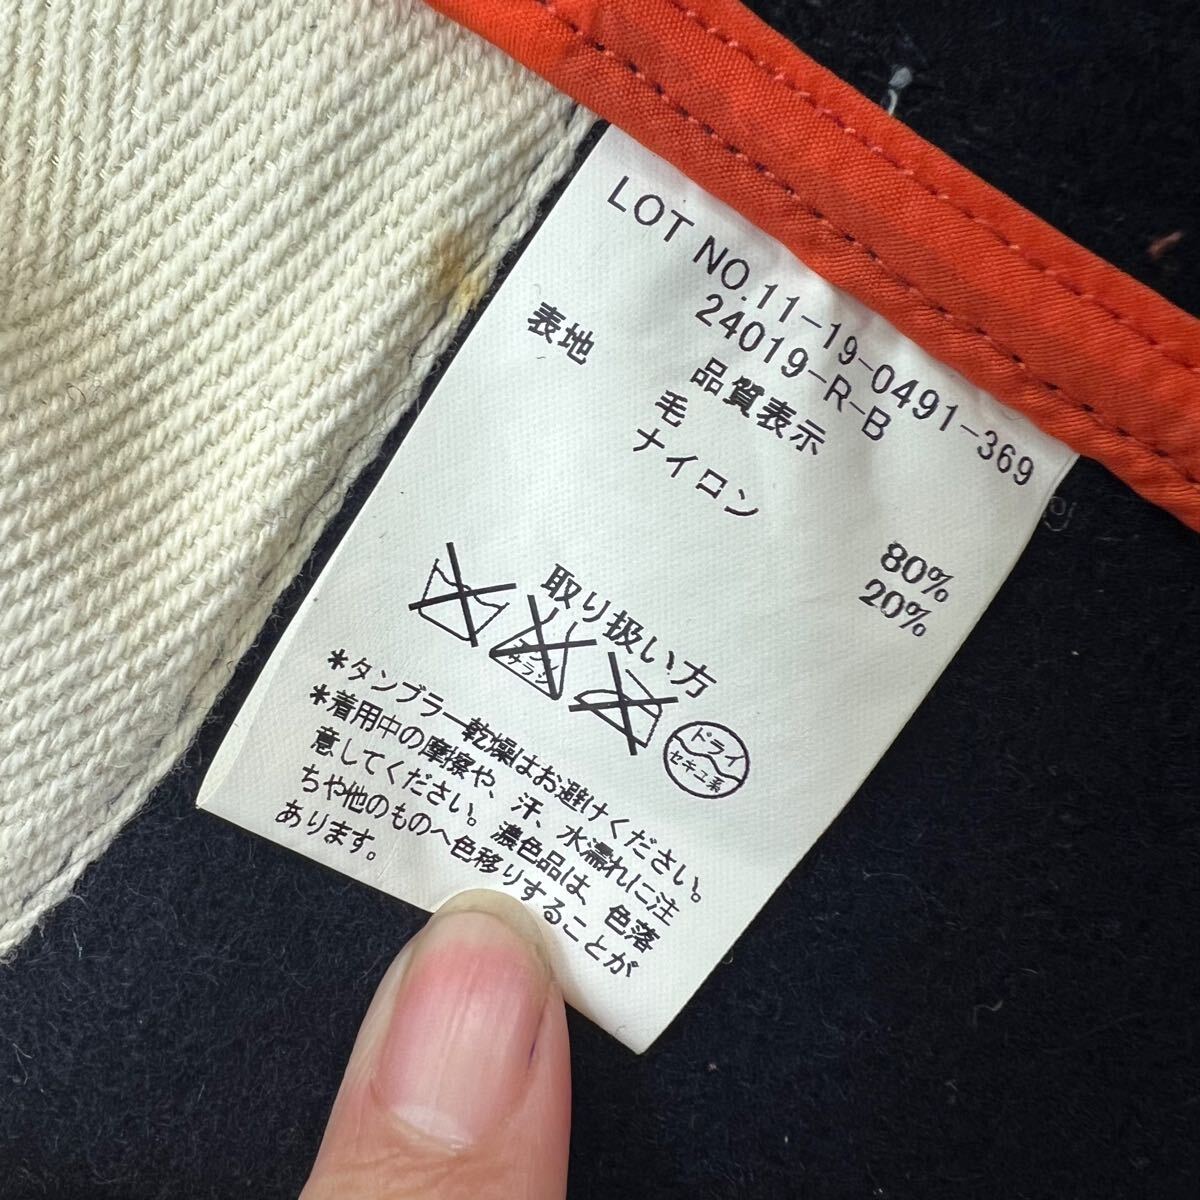 LOT NO.11-19-0491-369
24019-R-B
品質表示
表地 毛 80%
ナイロン 20%
取り扱い方
サラシ
ドライ
セキユ系
*タンブラー乾燥はお避けください。
*着用中の摩擦や、汗、水濡れに注
意してください。濃色品は、色落
ちや他のものへ色移りすることが
あります。